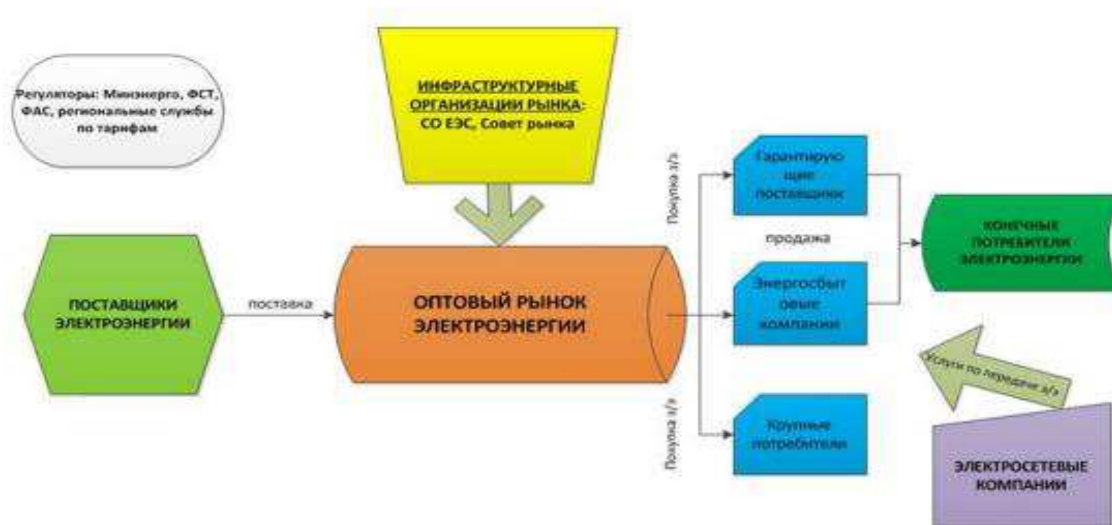 Регуляторы: Минэнерго, ФСТ,
ФАС, региональные службы
по тарифам
ИНФРАСТРУКТУРНЫЕ
ОРГАНИЗАЦИИ РЫНКА:
СО ЕЭС, Совет рынка
ПОСТАВЩИКИ
ЭЛЕКТРОЭНЕРГИИ
поставка
ОПТОВЫЙ РЫНОК
ЭЛЕКТРОЭНЕРГИИ
Покупка э/э
Покупка э/э
Гарантирую
щие
поставщики
продажа
Энергосбыт
овые
компании
Крупные
потребители
КОНЕЧНЫЕ
ПОТРЕБИТЕЛИ
ЭЛЕКТРОЭНЕРГИИ
Услуги по передаче э/э
ЭЛЕКТРОСЕТЕВЫЕ
КОМПАНИИ